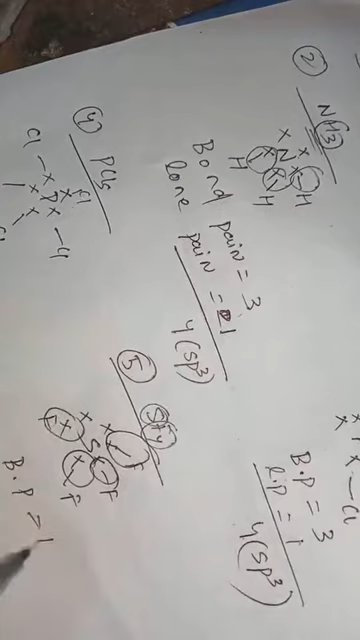 2 NH3
x
x N x
H H H
Bond pair = 3
lone pair = 1
4 (sp3)
4 PCl5
Cl
x P x
Cl
-Cl
5 SF4
x
F S F
F F
B.P =
x -Cl
B.P = 3
l.p = 1
4 (sp3)